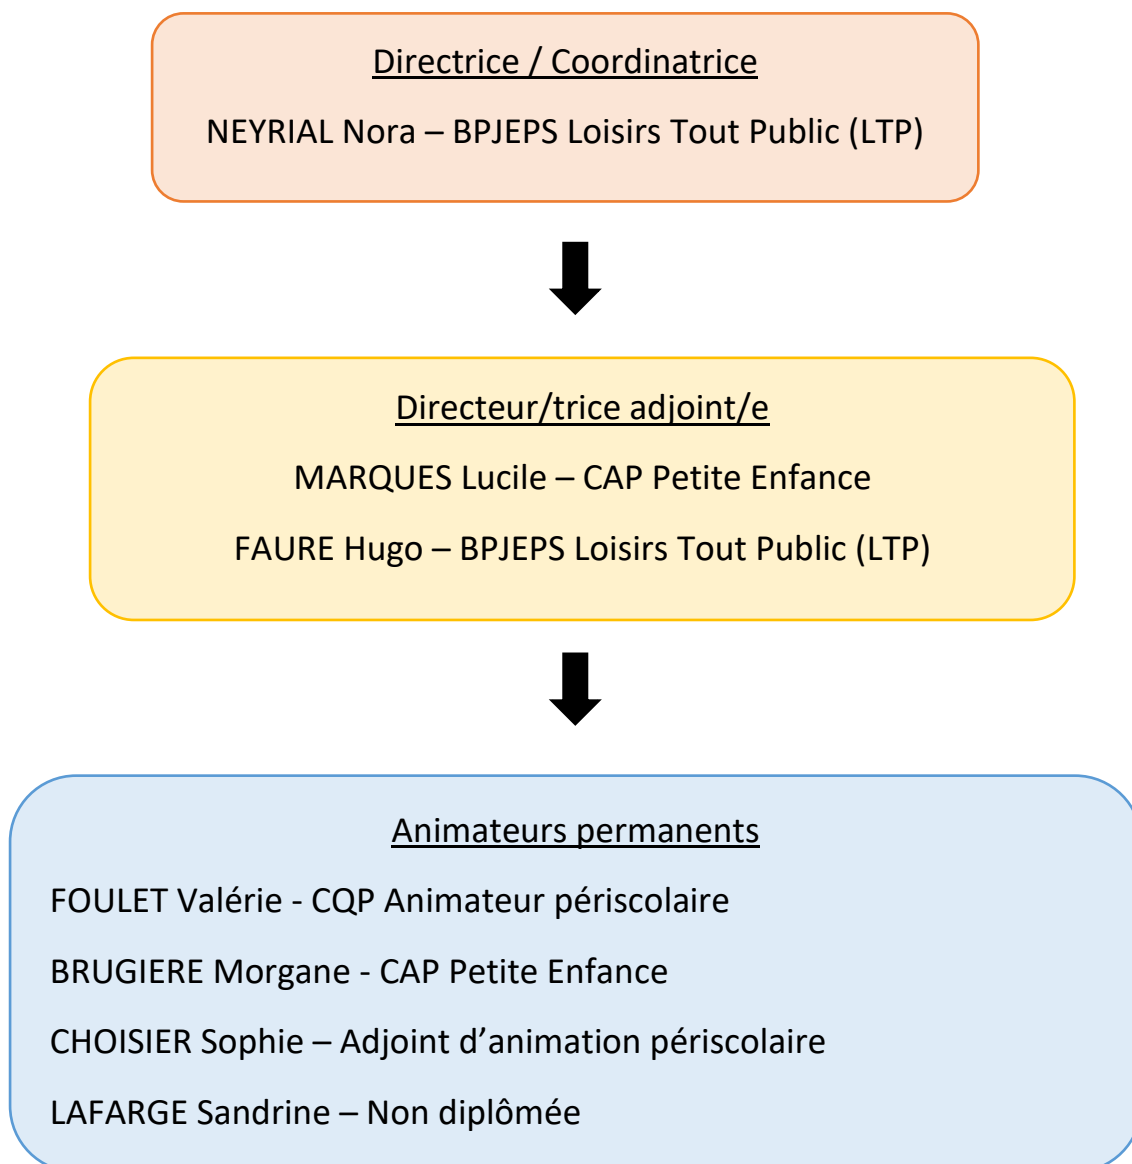 Directrice / Coordinatrice
NEYRIAL Nora – BPJEPS Loisirs Tout Public (LTP)
Directeur/trice adjoint/e
MARQUES Lucile – CAP Petite Enfance
FAURE Hugo – BPJEPS Loisirs Tout Public (LTP)
Animateurs permanents
FOULET Valérie - CQP Animateur périscolaire
BRUGIERE Morgane - CAP Petite Enfance
CHOISIER Sophie – Adjoint d’animation périscolaire
LAFARGE Sandrine – Non diplômée